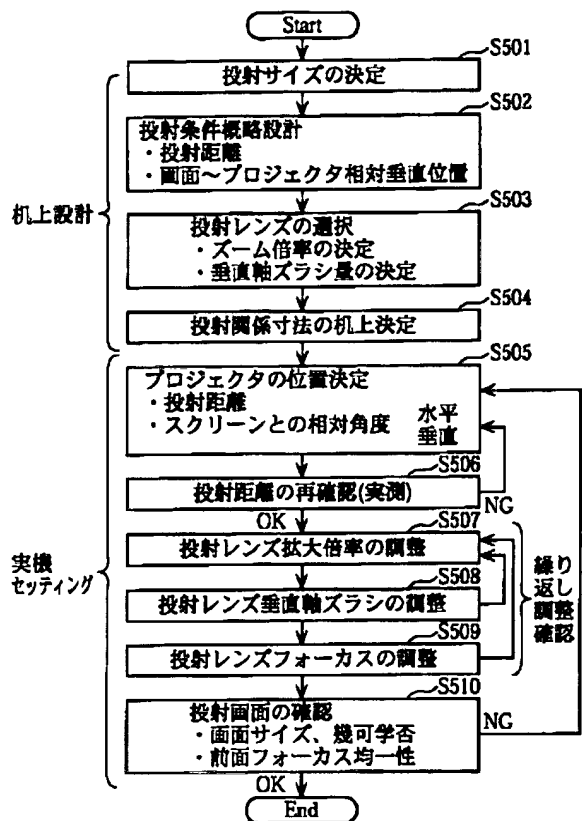 Start
S501
投射サイズの決定
S502
投射条件概略設計
・投射距離
・画面～プロジェクタ相対垂直位置
机上設計
S503
投射レンズの選択
・ズーム倍率の決定
・垂直軸ズラシ量の決定
S504
投射関係寸法の机上決定
S505
プロジェクタの位置決定
・投射距離
・スクリーンとの相対角度
水平
垂直
S506
投射距離の再確認(実測)
NG
OK
S507
投射レンズ拡大倍率の調整
実機
セッティング
S508
投射レンズ垂直軸ズラシの調整
繰り
返し
調整
確認
S509
投射レンズフォーカスの調整
S510
投射画面の確認
・画面サイズ、幾可学否
・前面フォーカス均一性
NG
OK
End